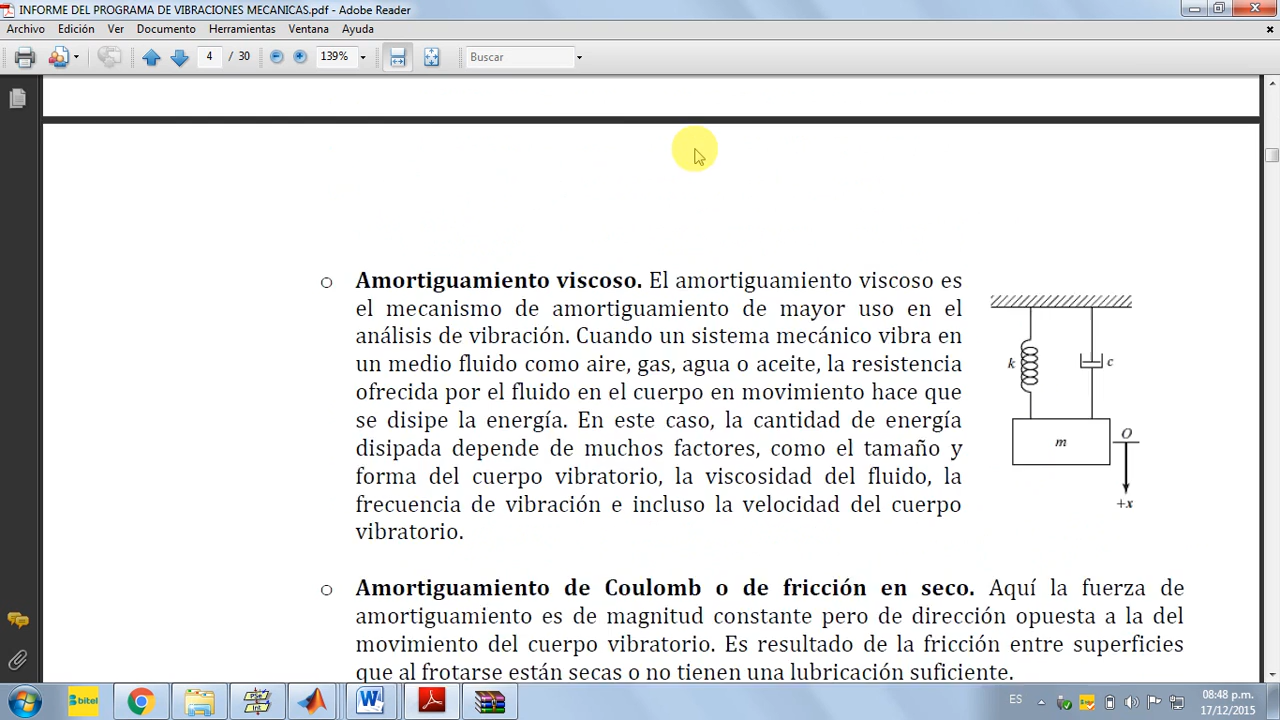 INFORME DEL PROGRAMA DE VIBRACIONES MECANICAS.pdf - Adobe Reader
Archivo Edición Ver Documento Herramientas Ventana Ayuda
4 / 30 139% Buscar
o Amortiguamiento viscoso. El amortiguamiento viscoso es
el mecanismo de amortiguamiento de mayor uso en el
análisis de vibración. Cuando un sistema mecánico vibra en
un medio fluido como aire, gas, agua o aceite, la resistencia
ofrecida por el fluido en el cuerpo en movimiento hace que
se disipe la energía. En este caso, la cantidad de energía
disipada depende de muchos factores, como el tamaño y
forma del cuerpo vibratorio, la viscosidad del fluido, la
frecuencia de vibración e incluso la velocidad del cuerpo
vibratorio.
k c
m O
+x
o Amortiguamiento de Coulomb o de fricción en seco. Aquí la fuerza de
amortiguamiento es de magnitud constante pero de dirección opuesta a la del
movimiento del cuerpo vibratorio. Es resultado de la fricción entre superficies
que al frotarse están secas o no tienen una lubricación suficiente.
bitel
ES
08:48 p.m.
17/12/2015